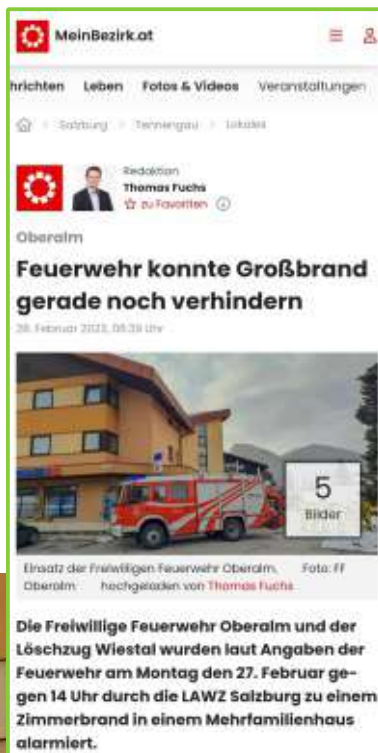 MeinBezirk.at
hrichten Leben Fotos & Videos Veranstaltungen
Salzburg Tennengau Lokales
Redaktion
Thomas Fuchs
zu Favoriten
Oberalm
Feuerwehr konnte Großbrand
gerade noch verhindern
28. Februar 2023, 06:39 Uhr
5
Bilder
Einsatz der Freiwilligen Feuerwehr Oberalm. Foto: FF
Oberalm hochgeladen von Thomas Fuchs
Die Freiwillige Feuerwehr Oberalm und der
Löschzug Wiestal wurden laut Angaben der
Feuerwehr am Montag den 27. Februar ge-
gen 14 Uhr durch die LAWZ Salzburg zu einem
Zimmerbrand in einem Mehrfamilienhaus
alarmiert.